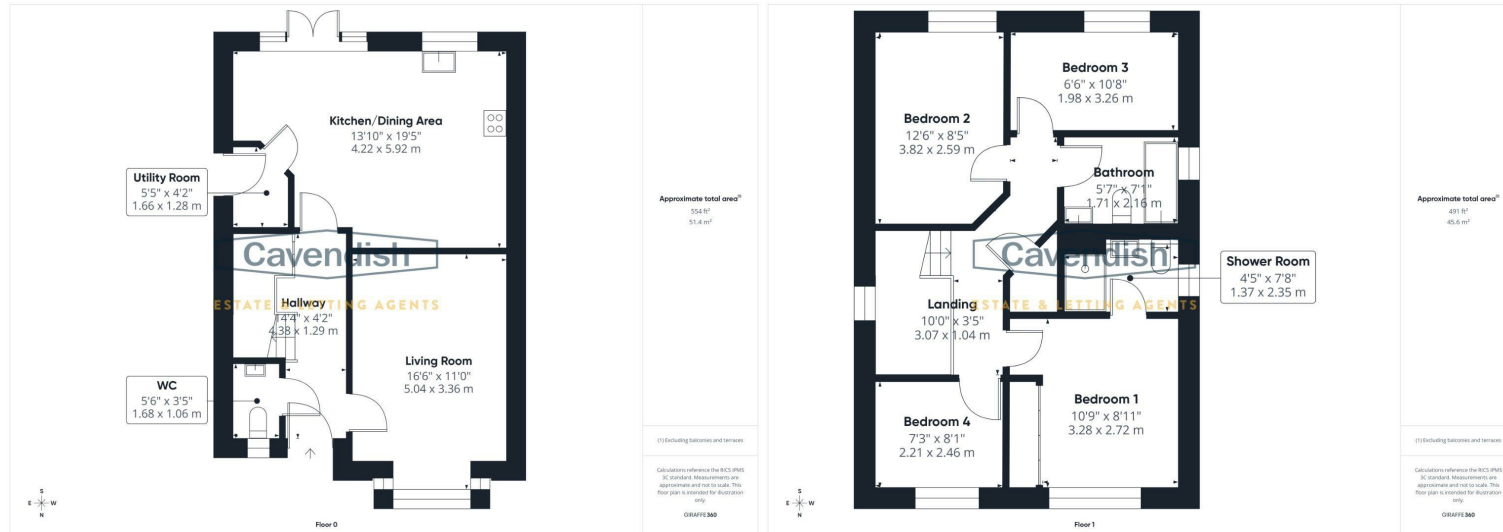 Kitchen/Dining Area
13'10" x 19'5"
4.22 x 5.92 m
Utility Room
5'5" x 4'2"
1.66 x 1.28 m
Cavendish
ESTATE & LETTING AGENTS
Hallway
14'4" x 4'2"
4.38 x 1.29 m
Living Room
16'6" x 11'0"
5.04 x 3.36 m
WC
5'6" x 3'5"
1.68 x 1.06 m
S
E W
N
Floor 0
Approximate total area⁽¹⁾
554 ft²
51.4 m²
(1) Excluding balconies and terraces
Calculations reference the RICS IPMS
3C standard. Measurements are
approximate and not to scale. This
floor plan is intended for illustration
only.
GIRAFFE360
Bedroom 3
6'6" x 10'8"
1.98 x 3.26 m
Bedroom 2
12'6" x 8'5"
3.82 x 2.59 m
Bathroom
5'7" x 7'1"
1.71 x 2.16 m
Cavendish
ESTATE & LETTING AGENTS
Shower Room
4'5" x 7'8"
1.37 x 2.35 m
Landing
10'0" x 3'5"
3.07 x 1.04 m
Bedroom 1
10'9" x 8'11"
3.28 x 2.72 m
Bedroom 4
7'3" x 8'1"
2.21 x 2.46 m
S
E W
N
Floor 1
Approximate total area⁽¹⁾
491 ft²
45.6 m²
(1) Excluding balconies and terraces
Calculations reference the RICS IPMS
3C standard. Measurements are
approximate and not to scale. This
floor plan is intended for illustration
only.
GIRAFFE360